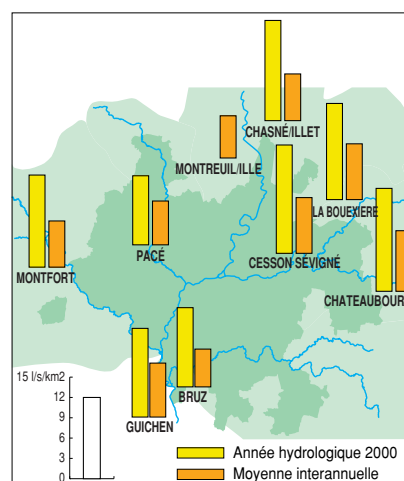 CHASNÉ/ILLET
MONTREUIL/ILLE
LA BOUEXIERE
PACÉ
CESSON SÉVIGNÉ
MONTFORT
CHATEAUBOUR
BRUZ
GUICHEN
15 l/s/km2
12
9
6
3
0
Année hydrologique 2000
Moyenne interannuelle